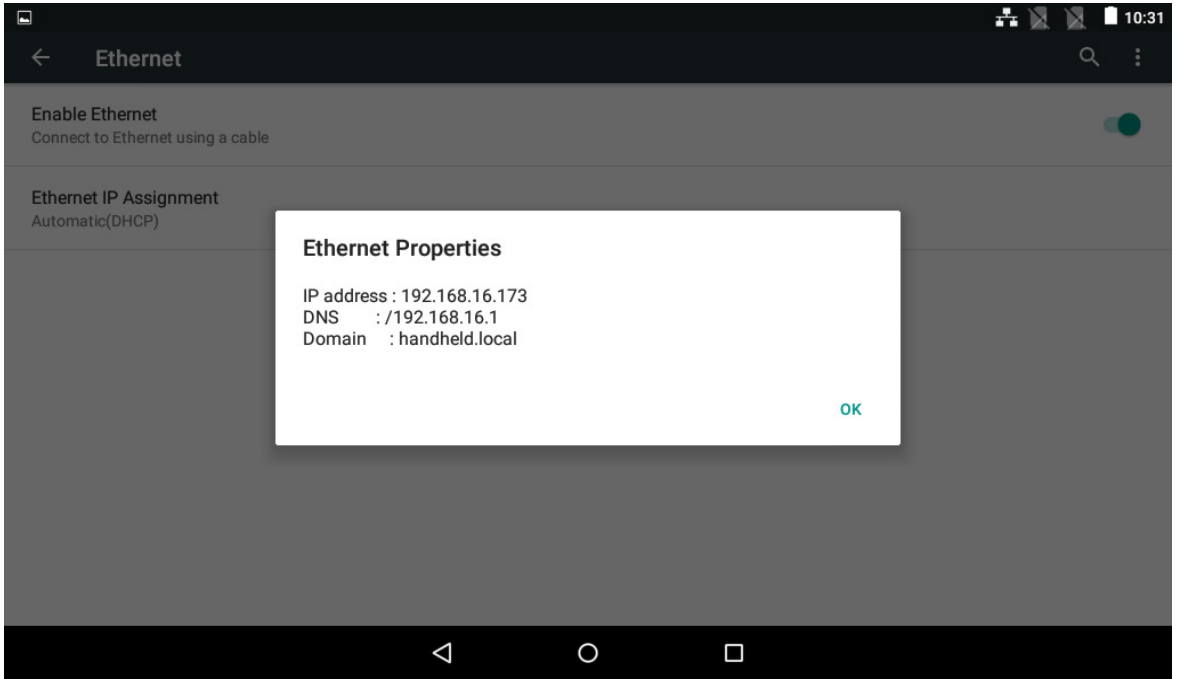 10:31
Ethernet
Enable Ethernet
Connect to Ethernet using a cable
Ethernet IP Assignment
Automatic(DHCP)
Ethernet Properties
IP address : 192.168.16.173
DNS : /192.168.16.1
Domain : handheld.local
OK